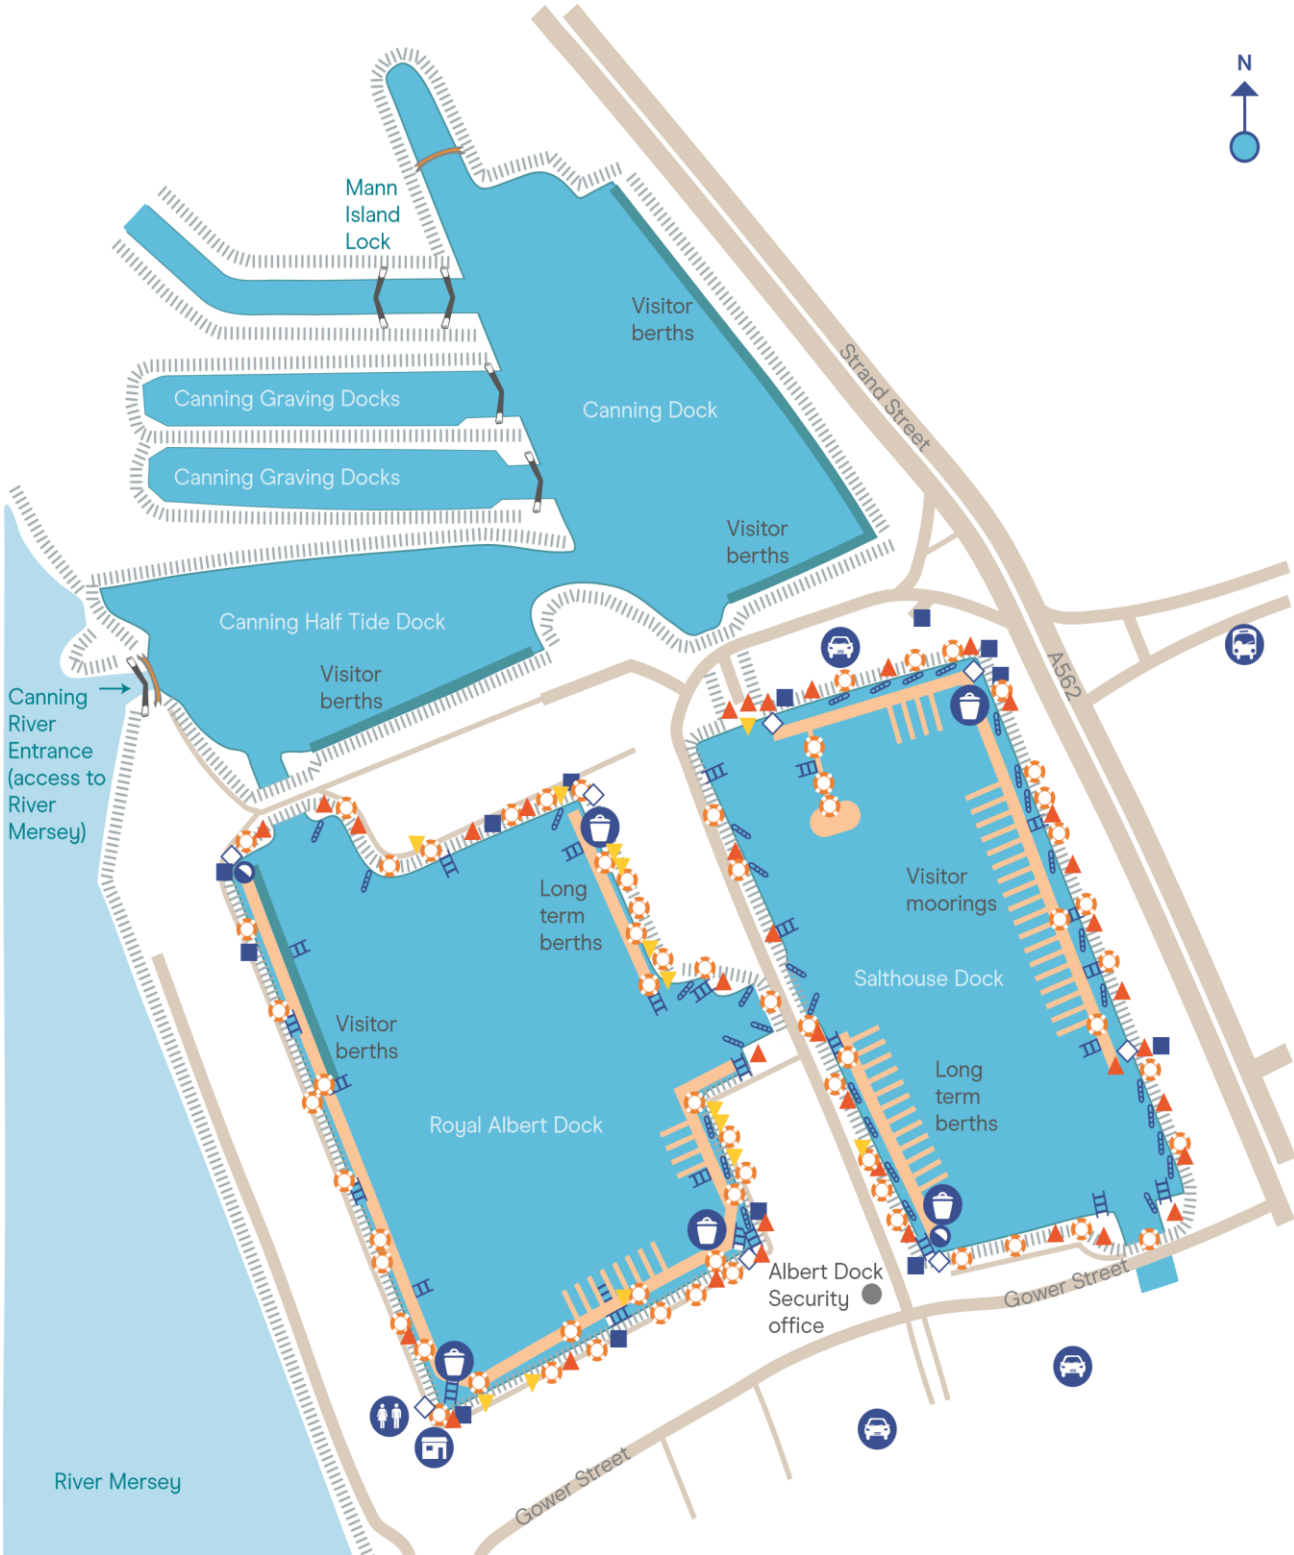 N
Mann
Island
Lock
Visitor
berths
Strand Street
Canning Graving Docks
Canning Dock
Canning Graving Docks
Visitor
berths
Canning Half Tide Dock
Visitor
berths
A562
Canning
River
Entrance
(access to
River
Mersey)
Long
term
berths
Visitor
moorings
Salthouse Dock
Visitor
berths
Long
term
berths
Royal Albert Dock
Albert Dock
Security
office
Gower Street
Gower Street
River Mersey